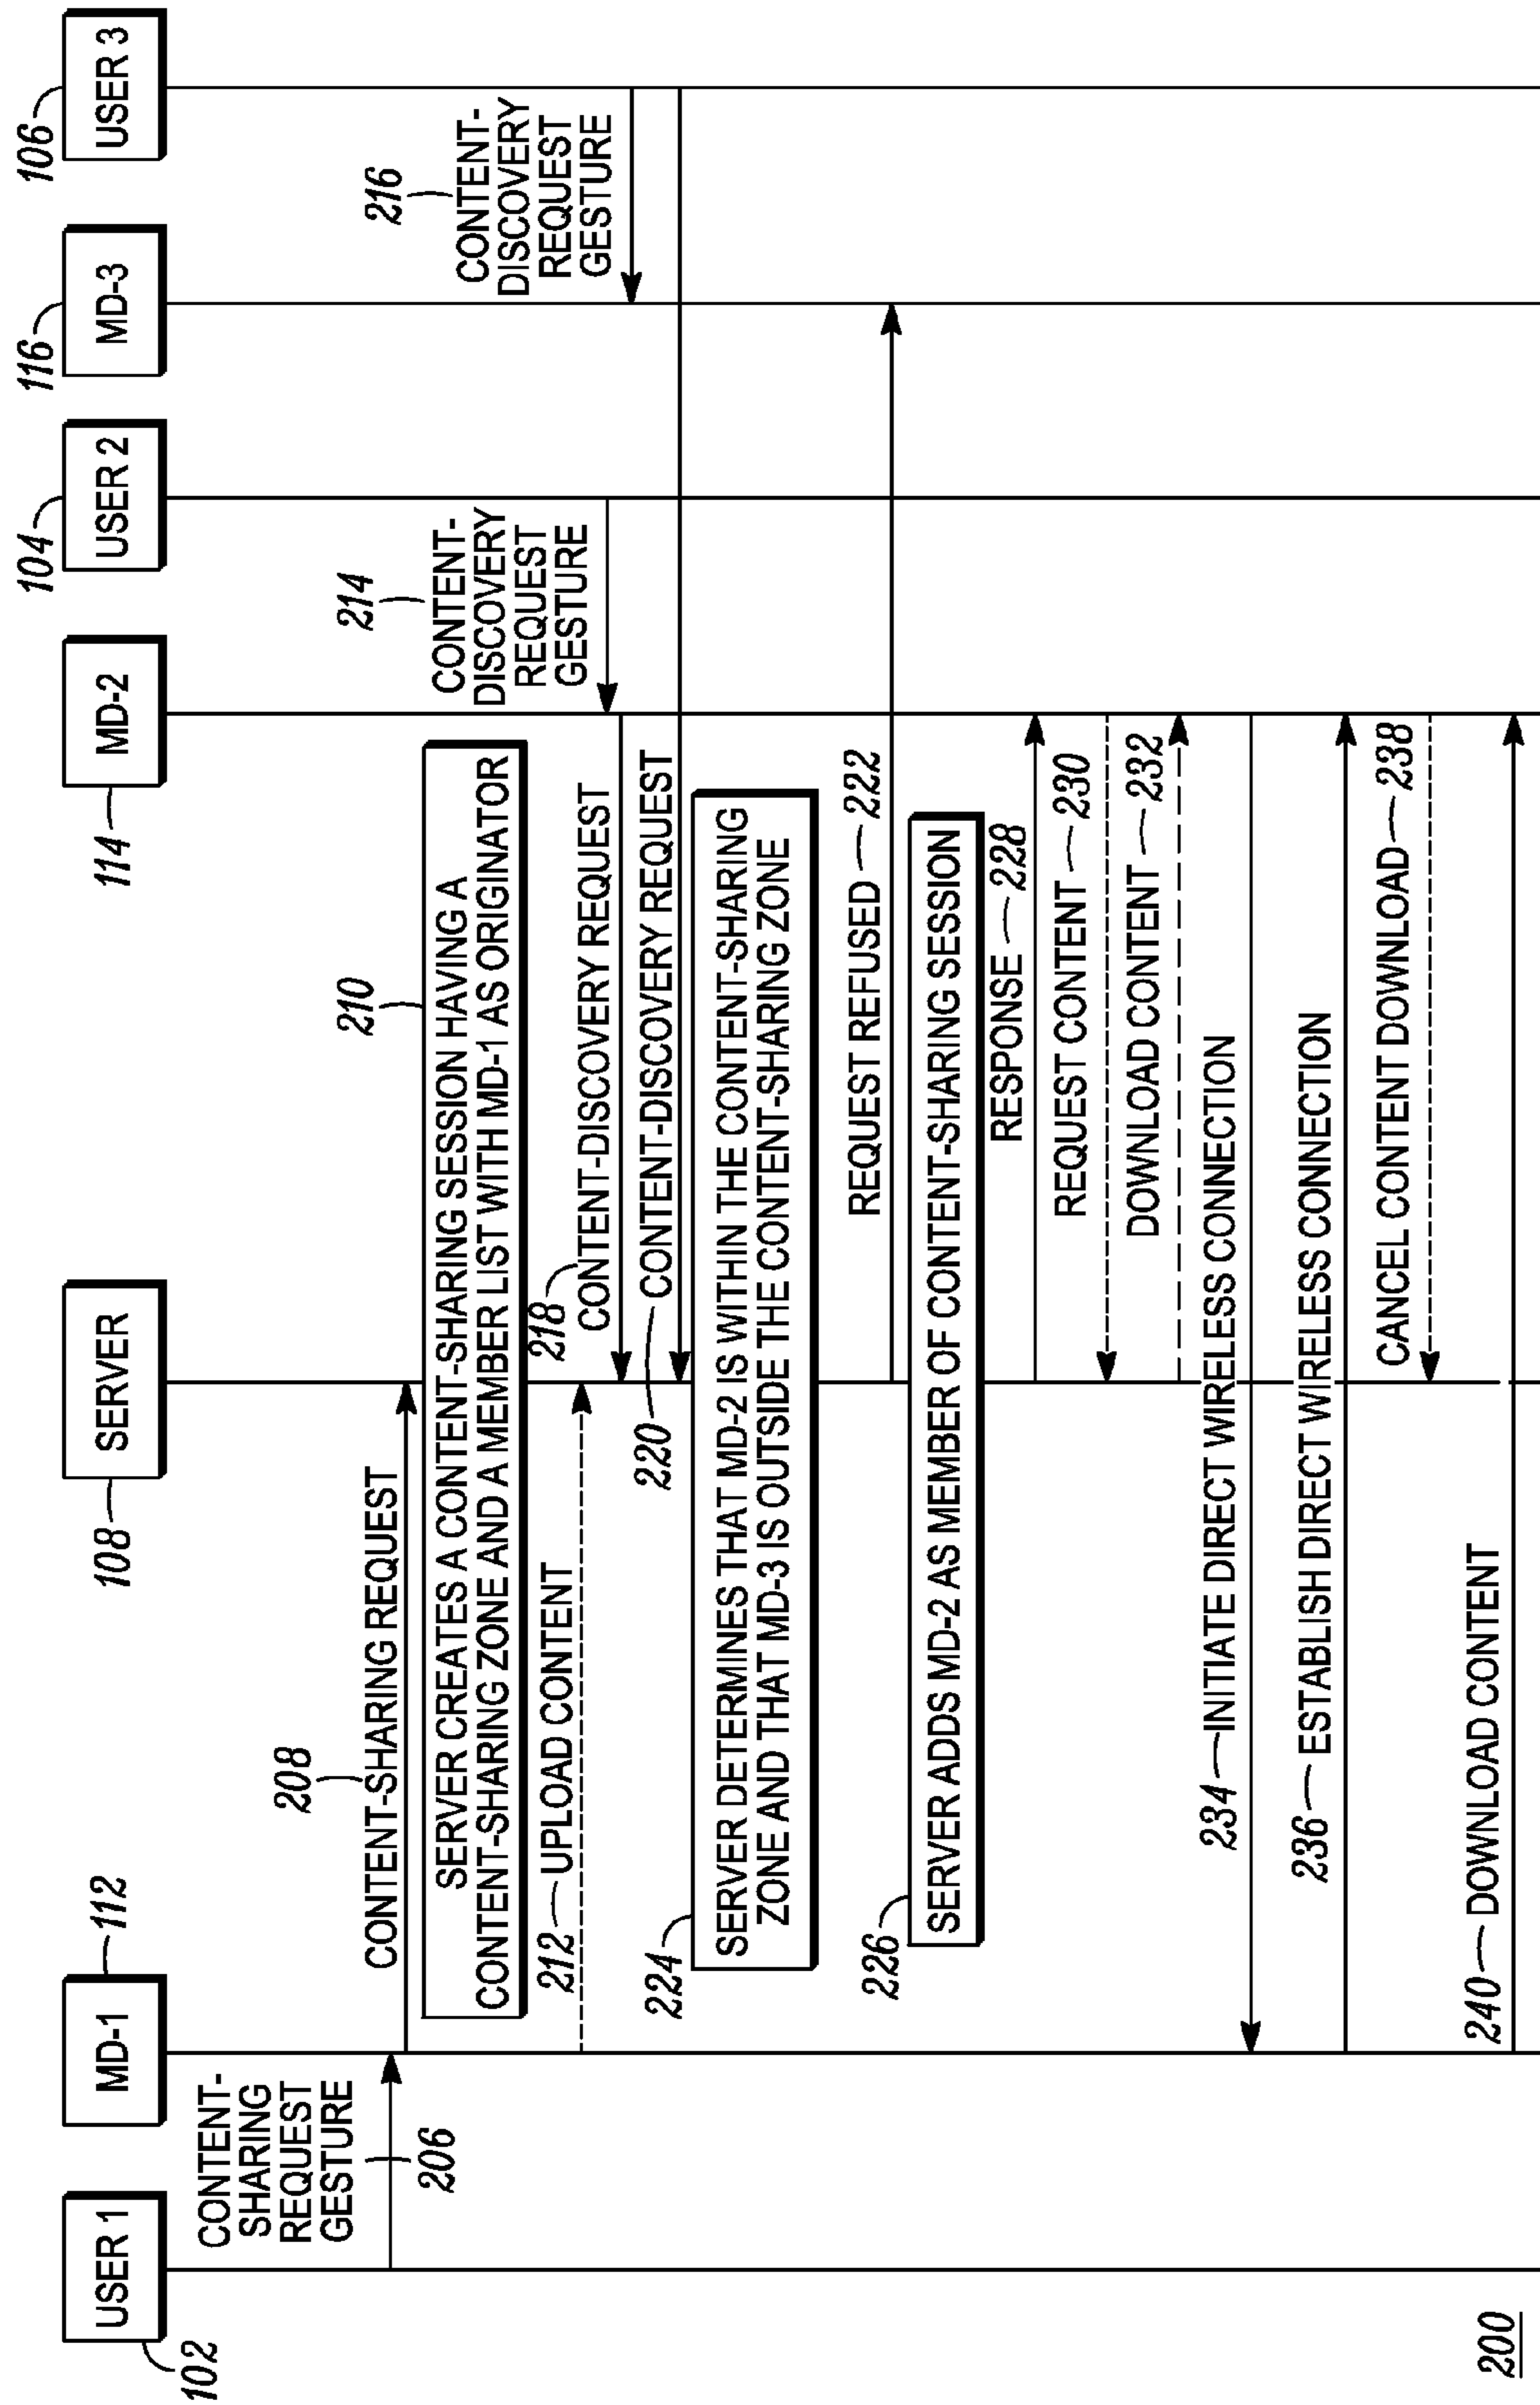 102
USER 1
MD-1
112
108
SERVER
114
MD-2
104
USER 2
116
MD-3
106
USER 3
CONTENT-
SHARING
REQUEST
GESTURE
206
208
CONTENT-SHARING REQUEST
210
SERVER CREATES A CONTENT-SHARING SESSION HAVING A
CONTENT-SHARING ZONE AND A MEMBER LIST WITH MD-1 AS ORIGINATOR
212 UPLOAD CONTENT
214
CONTENT-
DISCOVERY
REQUEST
GESTURE
216
CONTENT-
DISCOVERY
REQUEST
GESTURE
218
CONTENT-DISCOVERY REQUEST
220 CONTENT-DISCOVERY REQUEST
224
SERVER DETERMINES THAT MD-2 IS WITHIN THE CONTENT-SHARING
ZONE AND THAT MD-3 IS OUTSIDE THE CONTENT-SHARING ZONE
REQUEST REFUSED 222
226
SERVER ADDS MD-2 AS MEMBER OF CONTENT-SHARING SESSION
RESPONSE 228
REQUEST CONTENT 230
DOWNLOAD CONTENT 232
234 INITIATE DIRECT WIRELESS CONNECTION
236 ESTABLISH DIRECT WIRELESS CONNECTION
CANCEL CONTENT DOWNLOAD 238
240 DOWNLOAD CONTENT
200